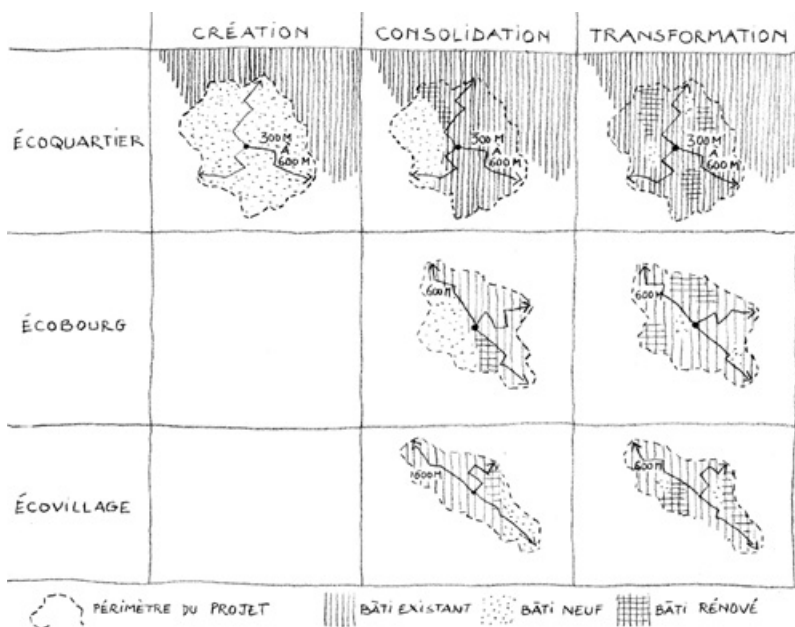 CRÉATION CONSOLIDATION TRANSFORMATION
ÉCOQUARTIER
300 M
À
600 M
300 M
À
600 M
300 M
À
600 M
ÉCOBOURG
600 M
600 M
ÉCOVILLAGE
600 M
600 M
PÉRIMÈTRE DU PROJET BÂTI EXISTANT BÂTI NEUF BÂTI RÉNOVÉ